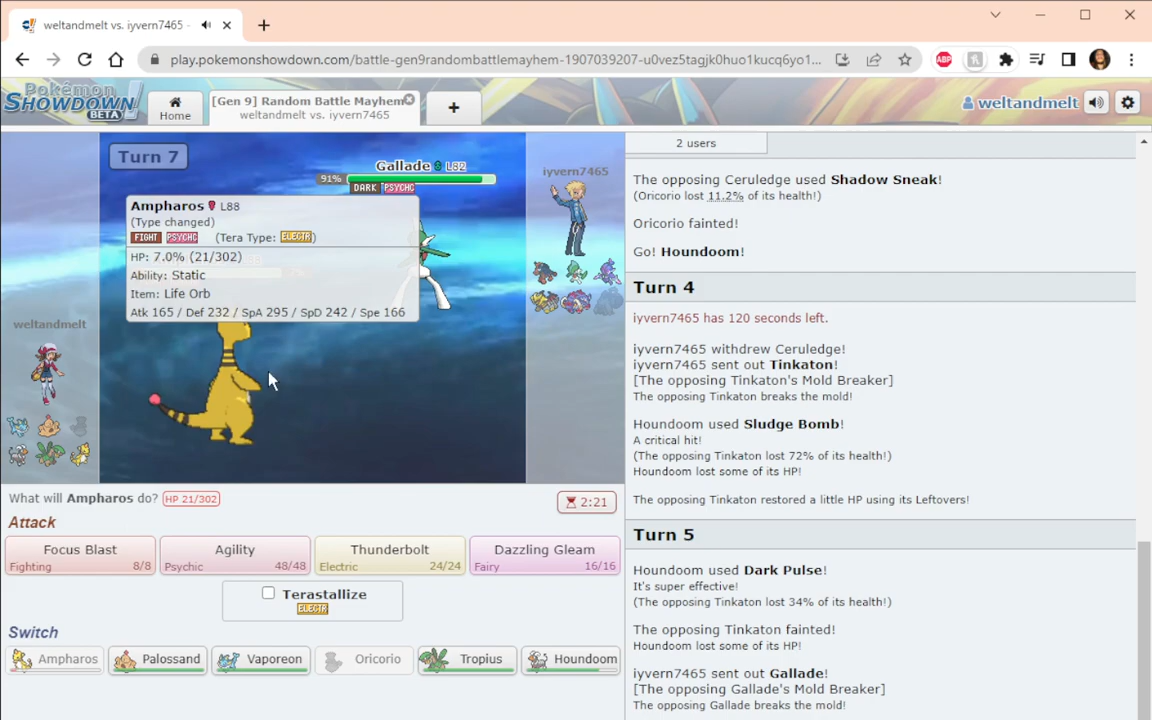 weltandmelt vs. iyvern7465 -
play.pokemonshowdown.com/battle-gen9randombattlemayhem-1907039207-u0vez5tagjk0huo1kucq6yo1...
ABP
Pokémon
SHOWDOWN
BETA
Home
[Gen 9] Random Battle Mayhem
weltandmelt vs. iyvern7465
+
weltandmelt
Turn 7
Gallade L82
91%
DARK PSYCHC
iyvern7465
Ampharos L88
(Type changed)
FIGHT PSYCHC (Tera Type: ELECTR)
HP: 7.0% (21/302)
Ability: Static
Item: Life Orb
Atk 165 / Def 232 / SpA 295 / SpD 242 / Spe 166
weltandmelt
What will Ampharos do? HP 21/302
2:21
Attack
Focus Blast
Fighting 8/8
Agility
Psychic 48/48
Thunderbolt
Electric 24/24
Dazzling Gleam
Fairy 16/16
Terastallize
ELECTR
Switch
Ampharos
Palossand
Vaporeon
Oricorio
Tropius
Houndoom
2 users
The opposing Ceruledge used Shadow Sneak!
(Oricorio lost 11.2% of its health!)
Oricorio fainted!
Go! Houndoom!
Turn 4
iyvern7465 has 120 seconds left.
iyvern7465 withdrew Ceruledge!
iyvern7465 sent out Tinkaton!
[The opposing Tinkaton's Mold Breaker]
The opposing Tinkaton breaks the mold!
Houndoom used Sludge Bomb!
A critical hit!
(The opposing Tinkaton lost 72% of its health!)
Houndoom lost some of its HP!
The opposing Tinkaton restored a little HP using its Leftovers!
Turn 5
Houndoom used Dark Pulse!
It's super effective!
(The opposing Tinkaton lost 34% of its health!)
The opposing Tinkaton fainted!
Houndoom lost some of its HP!
iyvern7465 sent out Gallade!
[The opposing Gallade's Mold Breaker]
The opposing Gallade breaks the mold!